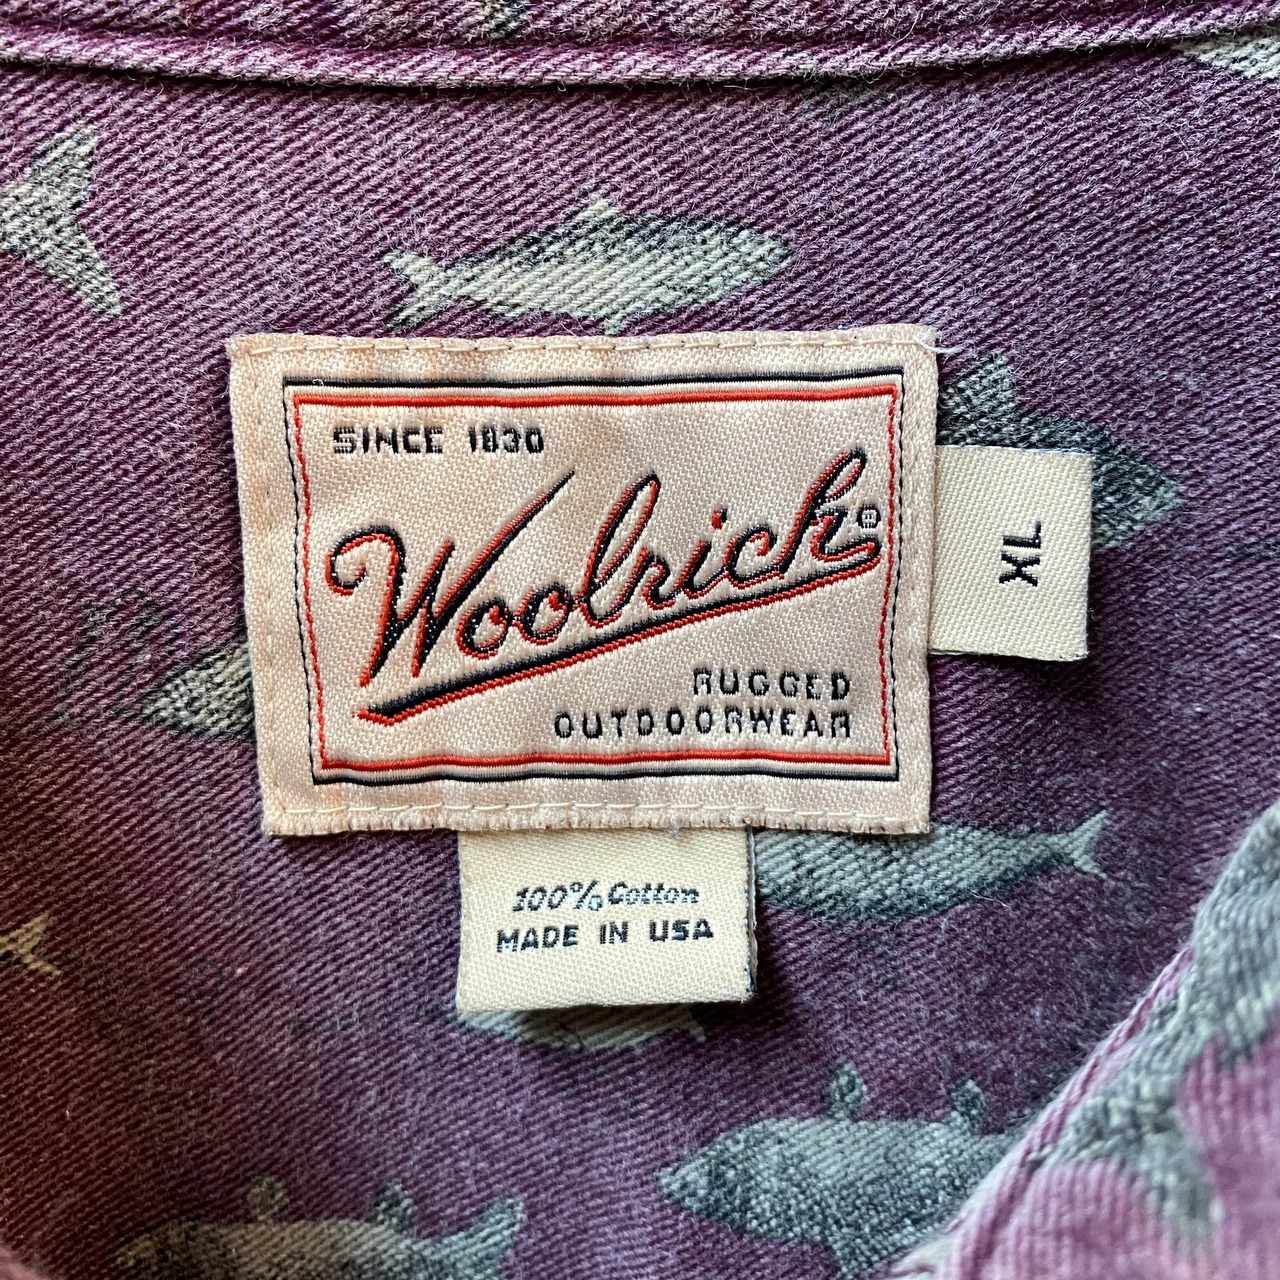 SINCE 1830
Woolrich®
RUGGED
OUTDOORWEAR
XL
100% Cotton
MADE IN USA